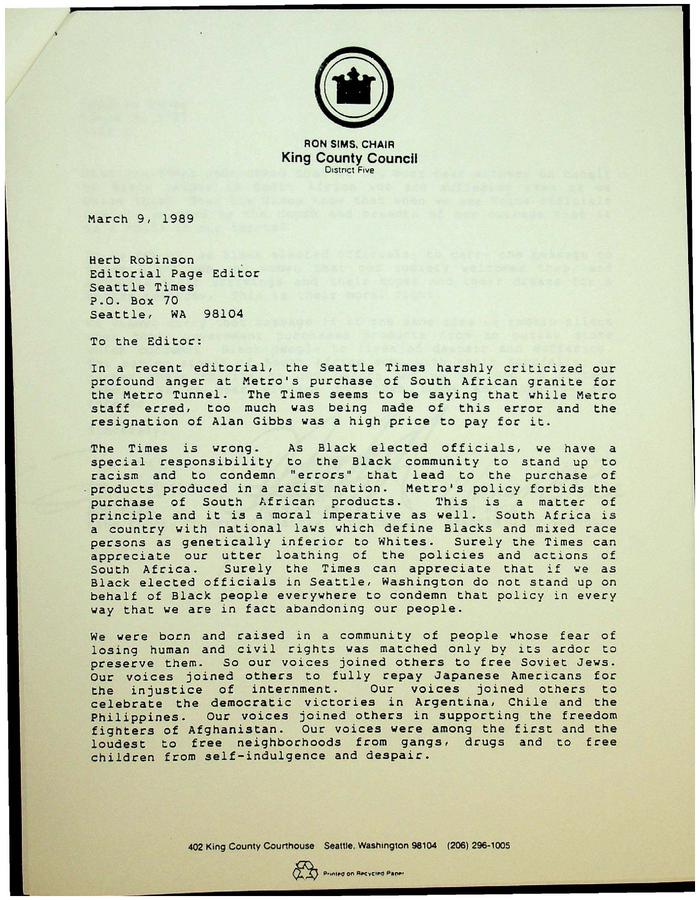 RON SIMS, CHAIR
King County Council
District Five
March 9, 1989
Herb Robinson
Editorial Page Editor
Seattle Times
P.O. Box 70
Seattle, WA 98104
To the Editor:
In a recent editorial, the Seattle Times harshly criticized our
profound anger at Metro's purchase of South African granite for
the Metro Tunnel. The Times seems to be saying that while Metro
staff erred, too much was being made of this error and the
resignation of Alan Gibbs was a high price to pay for it.
The Times is wrong. As Black elected officials, we have a
special responsibility to the Black community to stand up to
racism and to condemn "errors" that lead to the purchase of
products produced in a racist nation. Metro's policy forbids the
purchase of South African products. This is a matter of
principle and it is a moral imperative as well. South Africa is
a country with national laws which define Blacks and mixed race
persons as genetically inferior to Whites. Surely the Times can
appreciate our utter loathing of the policies and actions of
South Africa. Surely the Times can appreciate that if we as
Black elected officials in Seattle, Washington do not stand up on
behalf of Black people everywhere to condemn that policy in every
way that we are in fact abandoning our people.
We were born and raised in a community of people whose fear of
losing human and civil rights was matched only by its ardor to
preserve them. So our voices joined others to free Soviet Jews.
Our voices joined others to fully repay Japanese Americans for
the injustice of internment. Our voices joined others to
celebrate the democratic victories in Argentina, Chile and the
Philippines. Our voices joined others in supporting the freedom
fighters of Afghanistan. Our voices were among the first and the
loudest to free neighborhoods from gangs, drugs and to free
children from self-indulgence and despair.
402 King County Courthouse Seattle, Washington 98104 (206) 296-1005
Printed on Recycled Paper